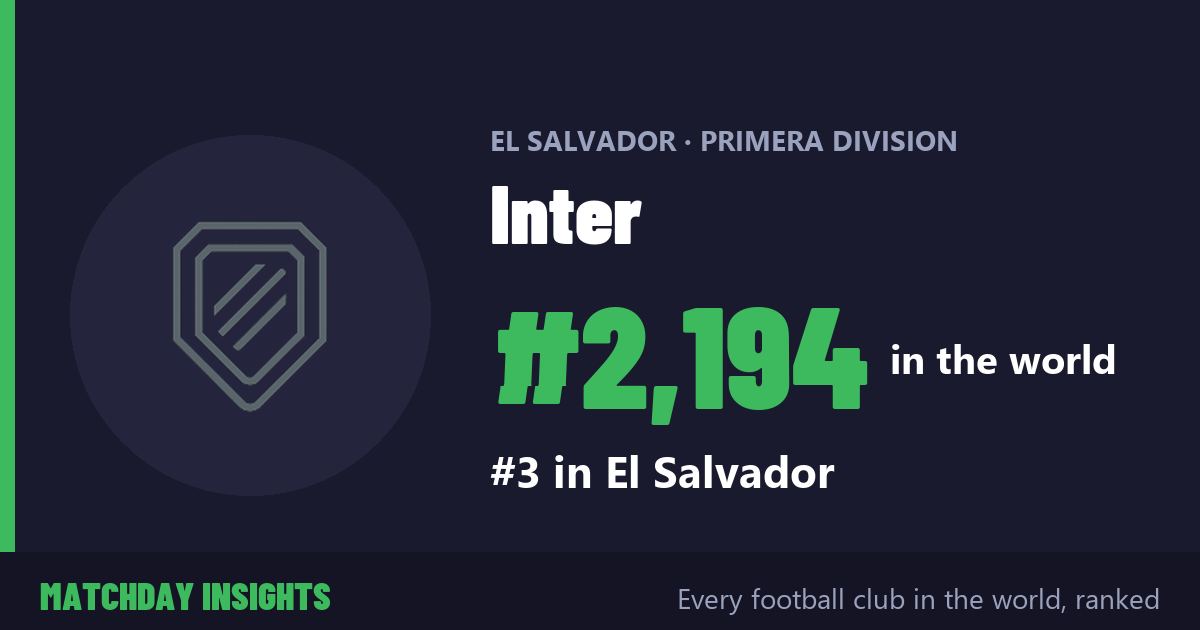 EL SALVADOR · PRIMERA DIVISION
Inter
#2,194 in the world
#3 in El Salvador
MATCHDAY INSIGHTS
Every football club in the world, ranked